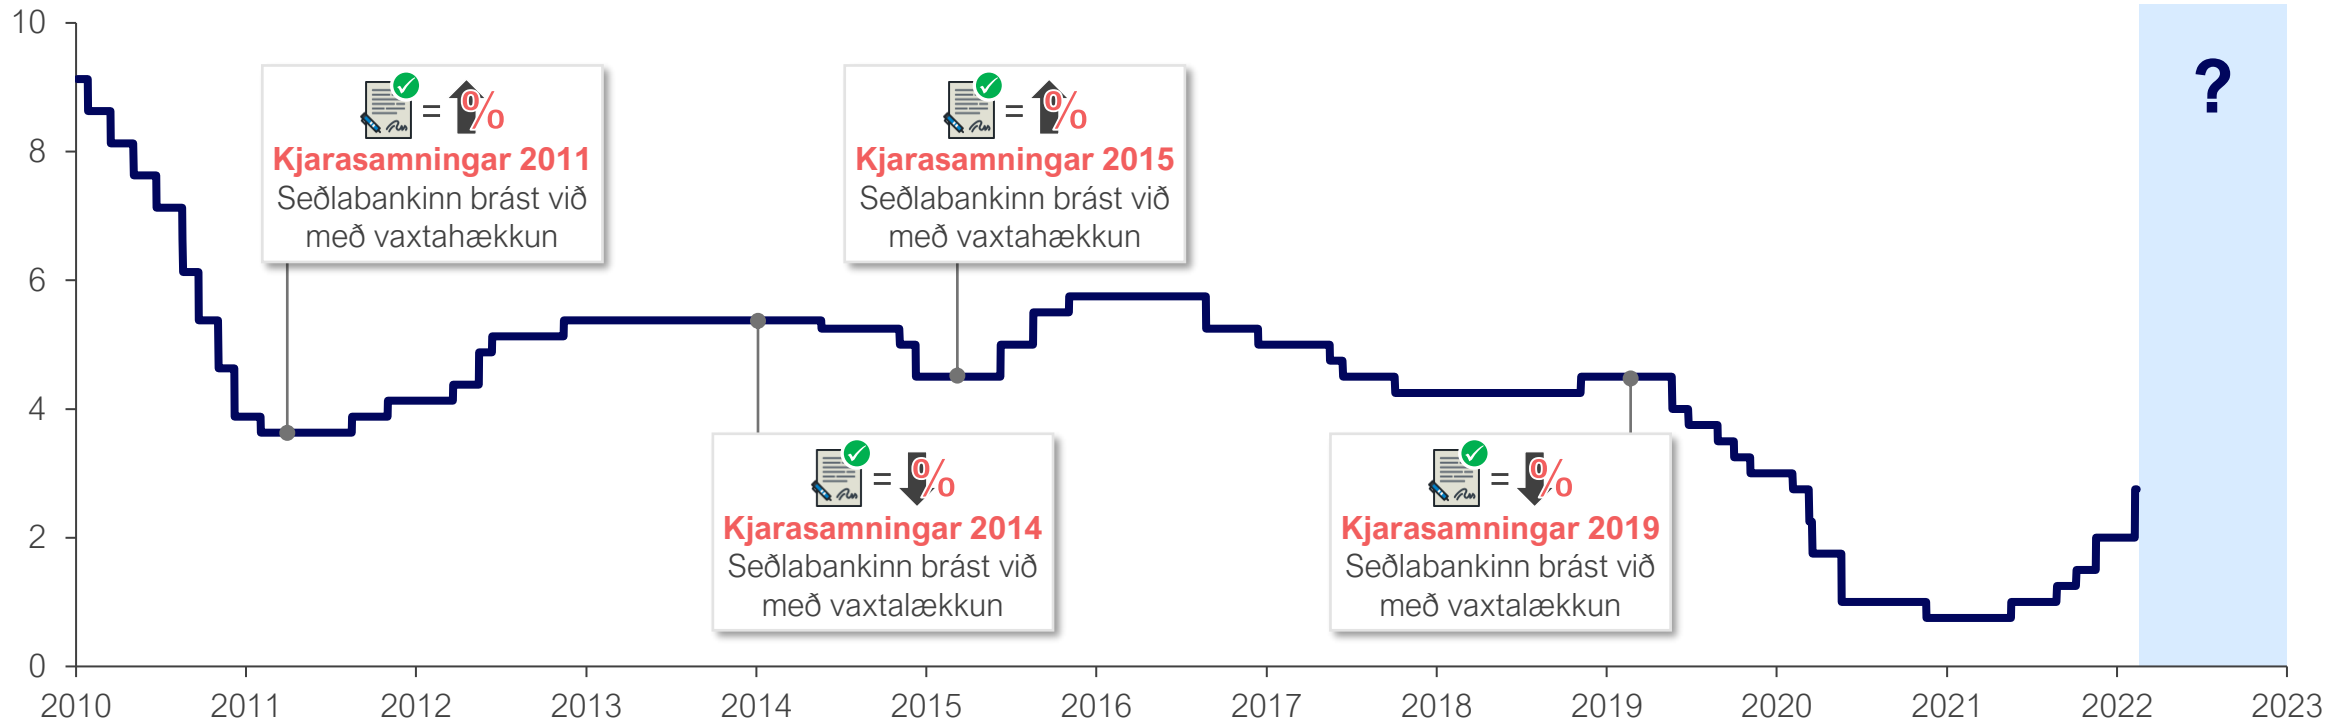 10
8
6
4
2
0
= %
Kjarasamningar 2011
Seðlabankinn brást við
með vaxtahækkun
= %
Kjarasamningar 2015
Seðlabankinn brást við
með vaxtahækkun
?
= %
Kjarasamningar 2014
Seðlabankinn brást við
með vaxtalækkun
= %
Kjarasamningar 2019
Seðlabankinn brást við
með vaxtalækkun
2010 2011 2012 2013 2014 2015 2016 2017 2018 2019 2020 2021 2022 2023